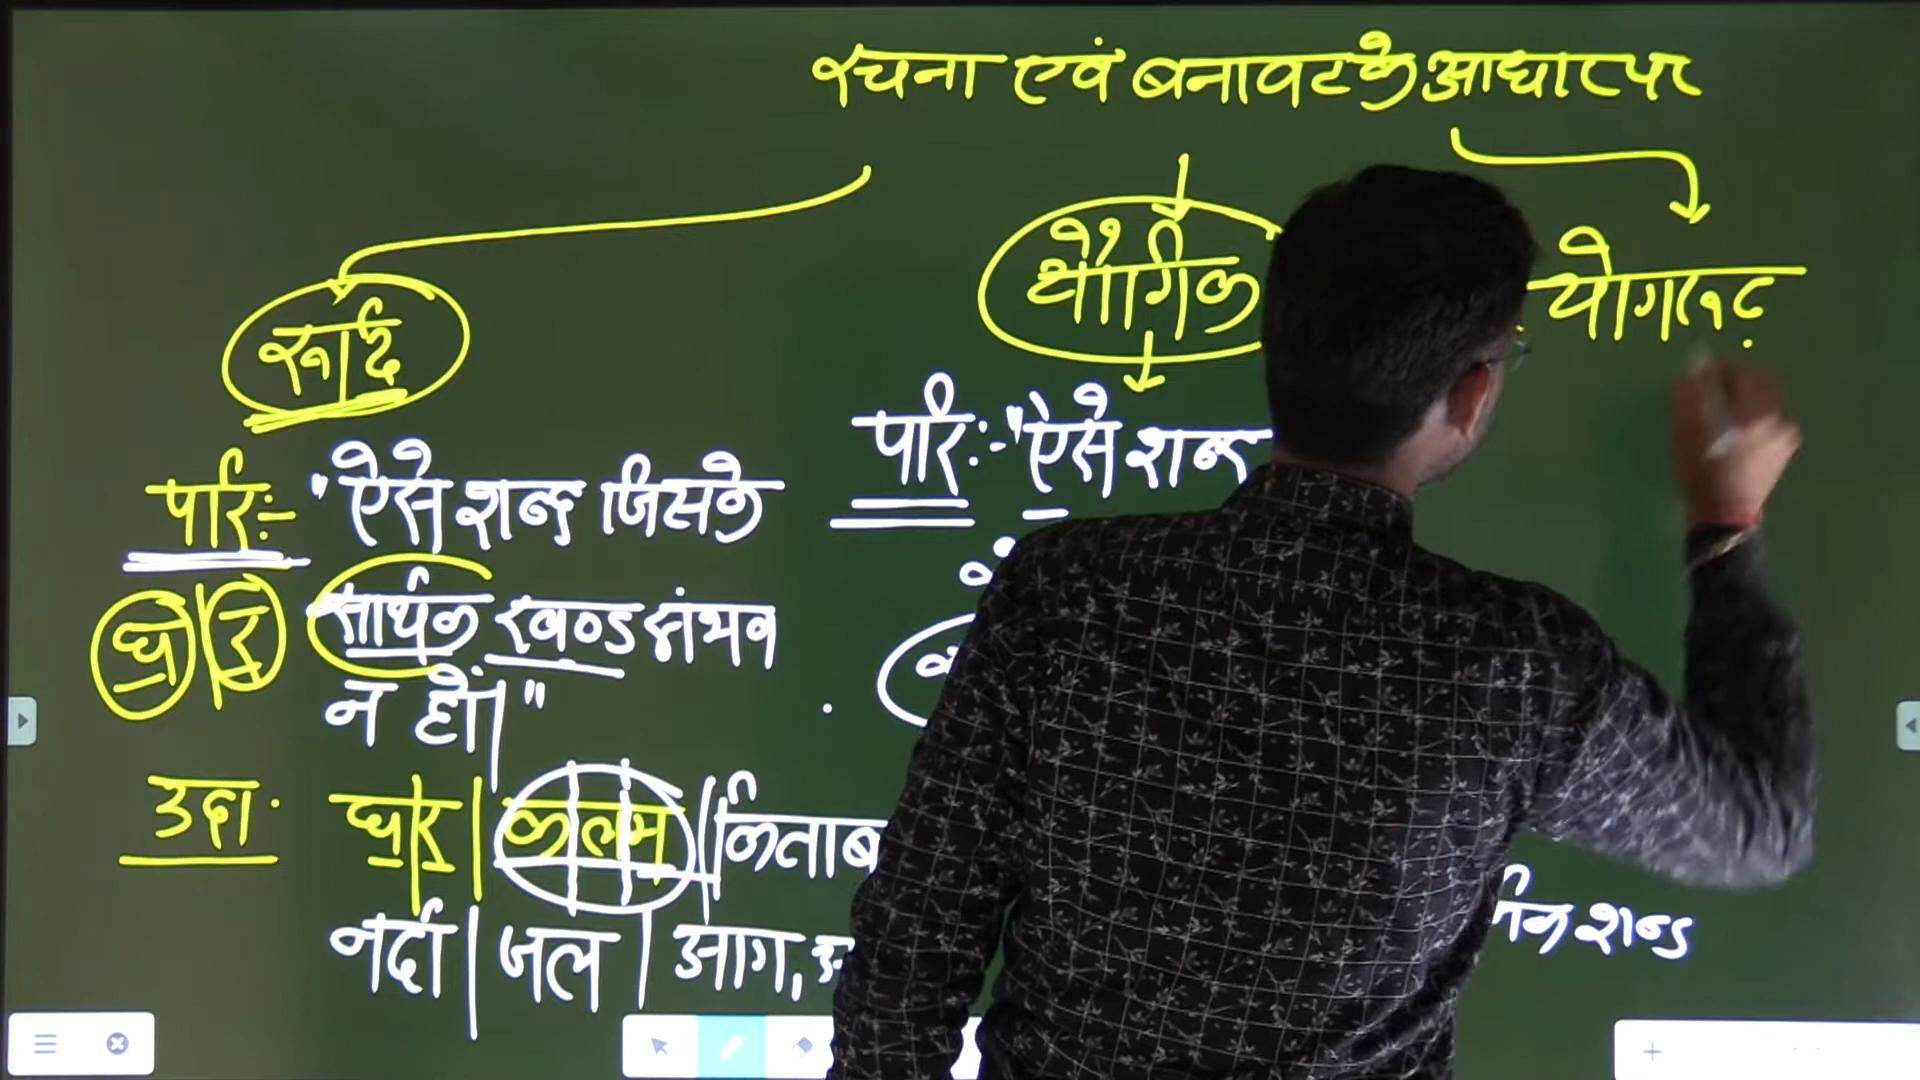 रचना एवं बनावट के आधार पर
रूढ़ि
यौगिक
योगरूढ़
परि:- "ऐसे शब्द जिसके
सार्थक खण्ड संभव
न हों।"
घ|र
उदा. घर | कलम | किताब
नदी | जल | आग,
परि:- "ऐसे शब्द
शब्द